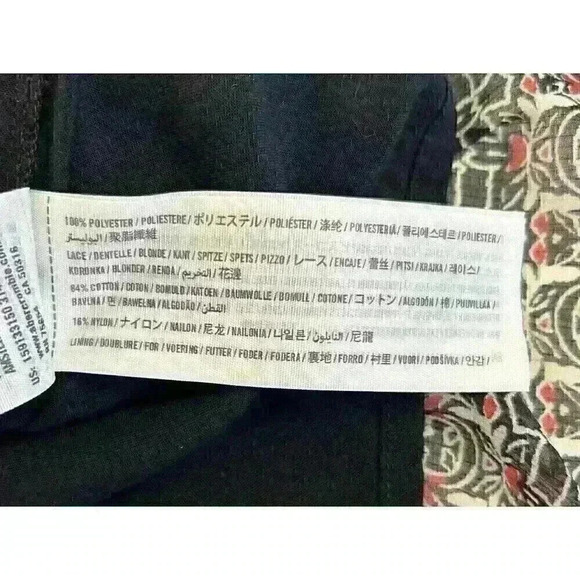 100% POLYESTER / POLIESTERE / ポリエステル / POLIÉSTER / 涤纶 / POLYESTERIÄ / 폴리에스테르 / POLIESTER /
البوليستر / 聚脂纖維
LACE / DENTELLE / BLONDE / KANT / SPITZE / SPETS / PIZZO / レース / ENCAJE / 蕾丝 / PITSI / KRAJKA / 레이스 /
KORONKA / BLONDER / RENDA / التخريم / 花邊
84% COTTON / COTON / BOMULD / KATOEN / BAUMWOLLE / BOMULL / COTONE / コットン / ALGODÓN / 棉 / PUUVILLAA /
BAVLNA / 면 / BAWEŁNA / ALGODÃO / القطن /
16% NYLON / ナイロン / NAILON / 尼龙 / NAILONIA / 나일론 / النايلون / 尼龍
LINING / DOUBLURE / FOR / VOERING / FUTTER / FODER / FODERA / 裏地 / FORRO / 衬里 / VUORI / PODŠÍVKA / 안감 /
www.abercrombie.com